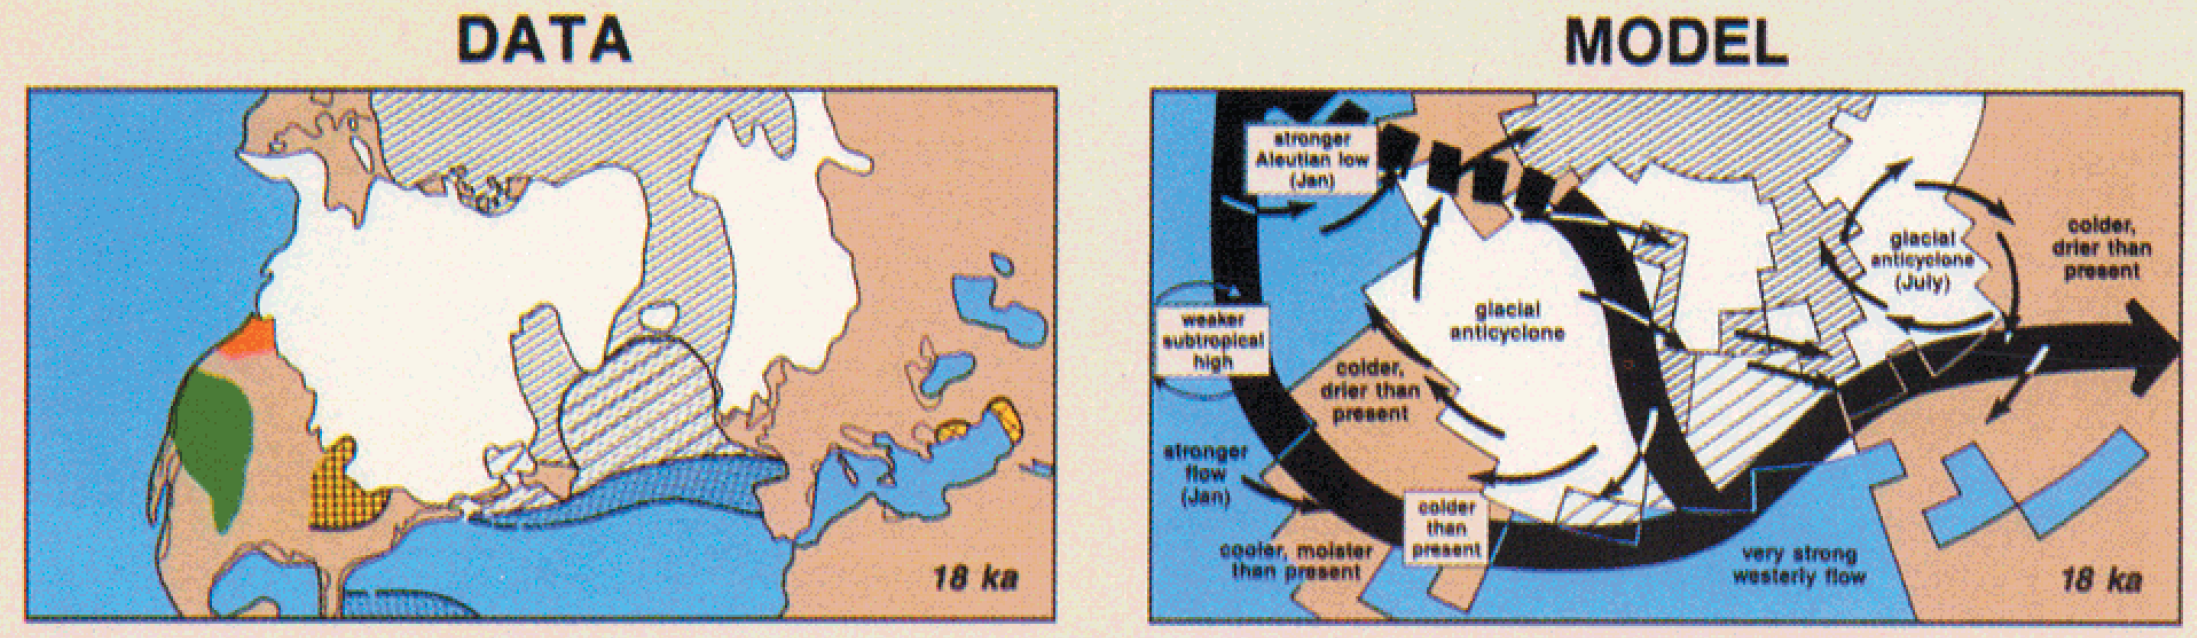 DATA
MODEL
18 ka
stronger
Aleutian low
(Jan)
weaker
subtropical
high
stronger
flow
(Jan)
cooler, moister
than present
colder,
drier than
present
glacial
anticyclone
colder
than
present
glacial
anticyclone
(July)
colder,
drier than
present
very strong
westerly flow
18 ka